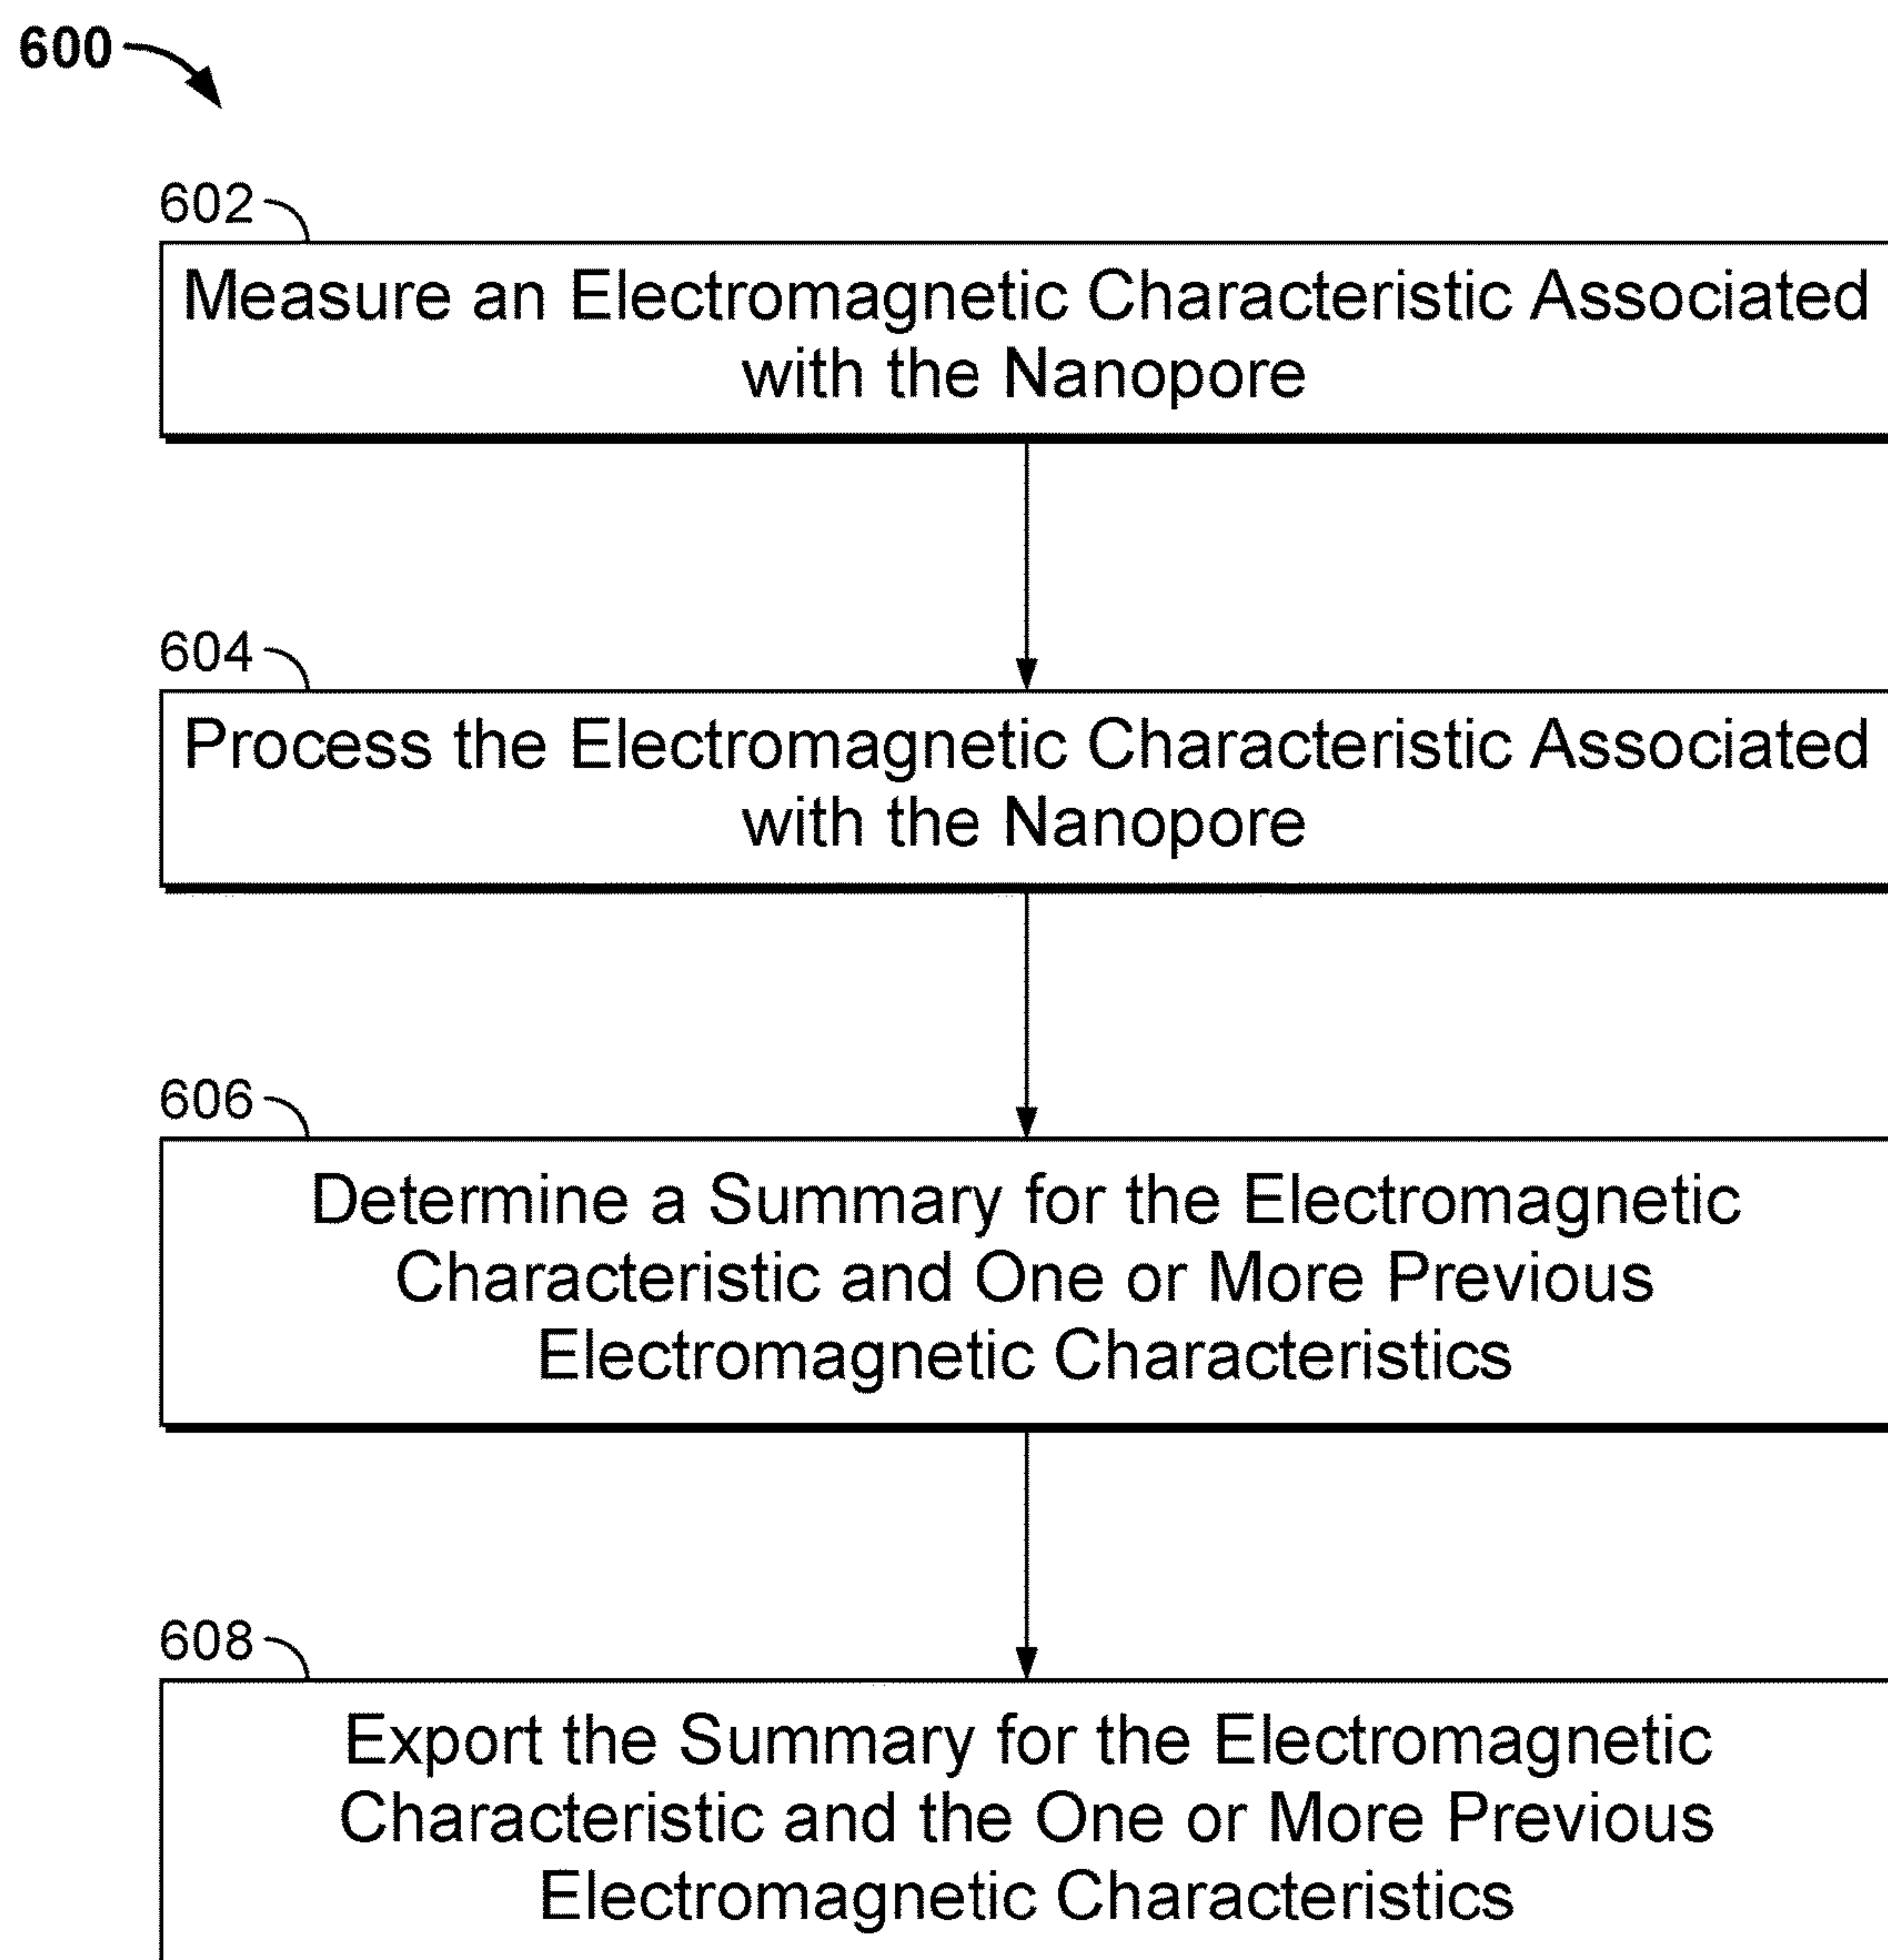 600
602
Measure an Electromagnetic Characteristic Associated
with the Nanopore
604
Process the Electromagnetic Characteristic Associated
with the Nanopore
606
Determine a Summary for the Electromagnetic
Characteristic and One or More Previous
Electromagnetic Characteristics
608
Export the Summary for the Electromagnetic
Characteristic and the One or More Previous
Electromagnetic Characteristics